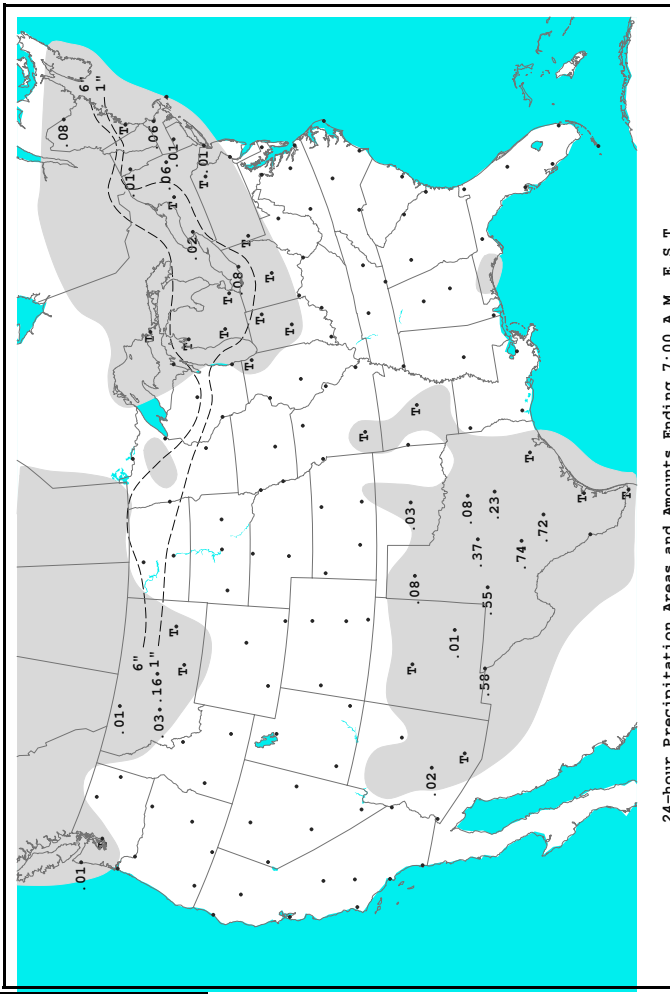 .08
6"
.01
1"
.01
T
.01
6"
T
.06
1"
.16
.03
.06
T
.01
T
T
T
.02
.01
T
T
T
.08
T
T
T
T
T
T
.03
T
.08
T
.02
.01
T
.08
.37
.58
.55
.23
.74
T
.72
T
T
24-hour Precipitation Areas and Amounts Ending 7:00 A.M. E.S.T.